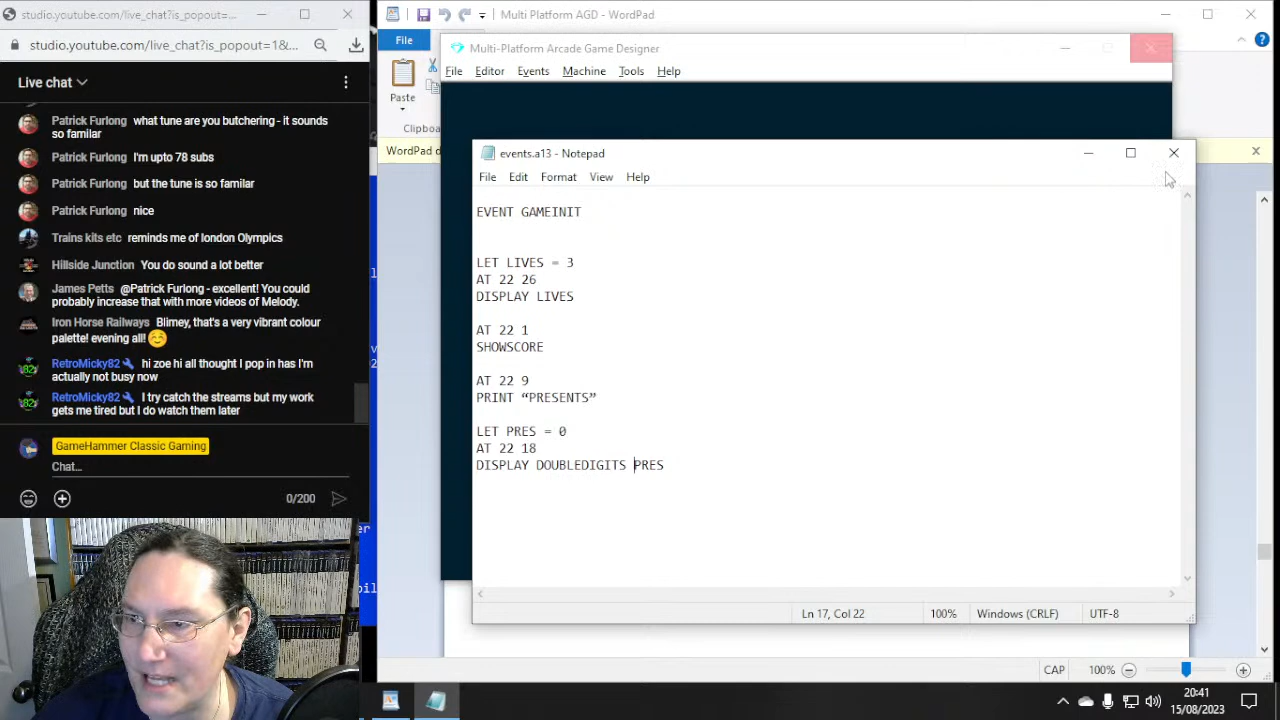 studio.youtube.com/live_chat?is_popout=...
Multi Platform AGD - WordPad
studio.youtube.com/live_chat?is_popout=1&...
File
Multi-Platform Arcade Game Designer
File Editor Events Machine Tools Help
Live chat
Paste
Clipboa
WordPad d
events.a13 - Notepad
File Edit Format View Help
Patrick Furlong what tune are you butchering - it sounds
so familar
Patrick Furlong I'm upto 78 subs
Patrick Furlong but the tune is so familar
Patrick Furlong nice
Trains kits etc reminds me of london Olympics
Hillside Junction You do sound a lot better
James Petts @Patrick Furlong - excellent! You could
probably increase that with more videos of Melody.
Iron Horse Railways Blimey, that's a very vibrant colour
palette! evening all!
RetroMicky82 hi zoe hi all thought I pop in has I'm
actually not busy now
RetroMicky82 I try catch the streams but my work
gets me tired but I do watch them later
GameHammer Classic Gaming
Chat...
0/200
EVENT GAMEINIT
LET LIVES = 3
AT 22 26
DISPLAY LIVES
AT 22 1
SHOWSCORE
AT 22 9
PRINT “PRESENTS”
LET PRES = 0
AT 22 18
DISPLAY DOUBLEDIGITS PRES
Ln 17, Col 22 100% Windows (CRLF) UTF-8
CAP 100%
20:41
15/08/2023